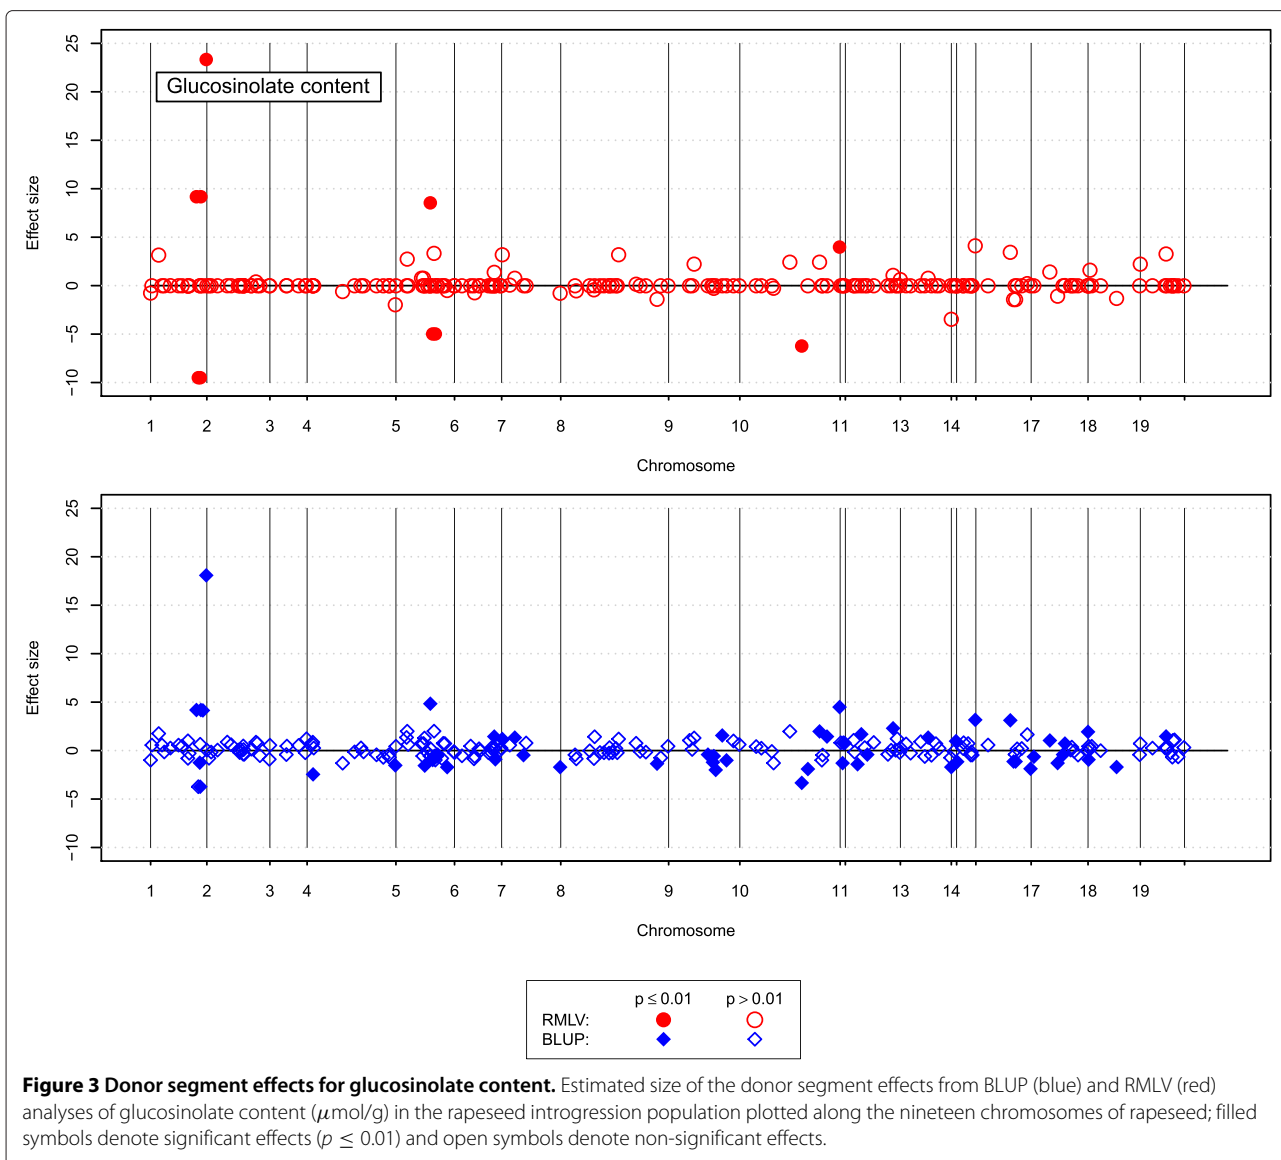 25
20
15
10
5
0
−5
−10
Effect size
Glucosinolate content
1 2 3 4 5 6 7 8 9 10 11 13 14 17 18 19
Chromosome
25
20
15
10
5
0
−5
−10
Effect size
1 2 3 4 5 6 7 8 9 10 11 13 14 17 18 19
Chromosome
p ≤ 0.01 p > 0.01
RMLV:
BLUP:
Figure 3 Donor segment effects for glucosinolate content. Estimated size of the donor segment effects from BLUP (blue) and RMLV (red)
analyses of glucosinolate content (μmol/g) in the rapeseed introgression population plotted along the nineteen chromosomes of rapeseed; filled
symbols denote significant effects (p ≤ 0.01) and open symbols denote non-significant effects.